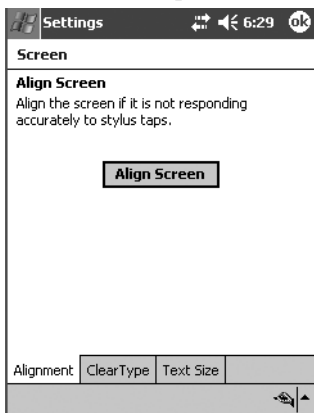 Settings 6:29 ok
Screen
Align Screen
Align the screen if it is not responding
accurately to stylus taps.
Align Screen
Alignment ClearType Text Size